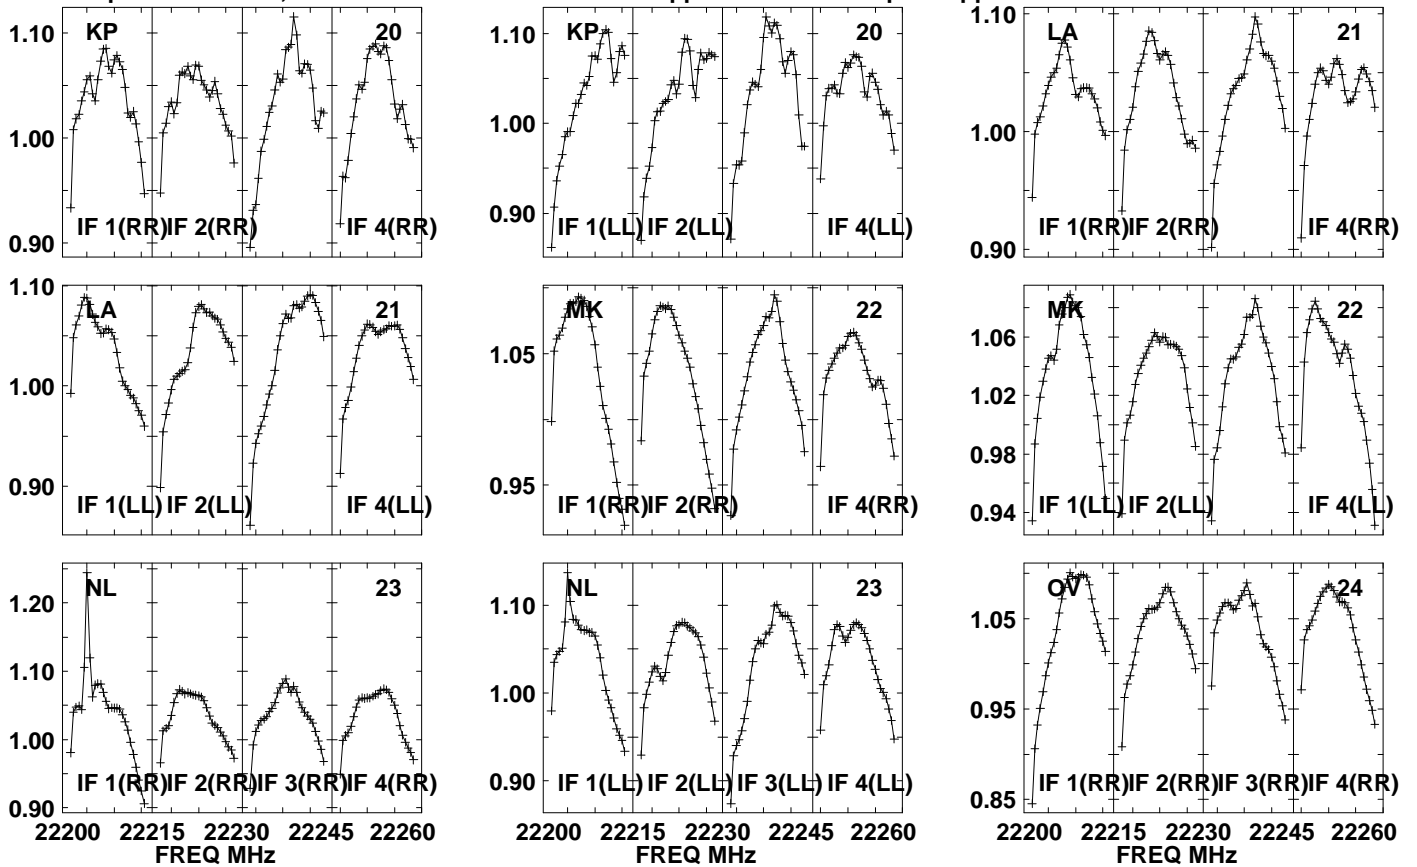 KP 20 KP 20 LA 21
1.10 1.10 1.10
1.00 1.00 1.00
0.90 0.90 0.90
IF 1(RR) IF 2(RR) IF 4(RR) IF 1(LL) IF 2(LL) IF 4(LL) IF 1(RR) IF 2(RR) IF 4(RR)
LA 21 MK 22 MK 22
1.10 1.05 1.06
1.00 0.95 1.02
0.90 0.98
0.94
IF 1(LL) IF 2(LL) IF 4(LL) IF 1(RR) IF 2(RR) IF 4(RR) IF 1(LL) IF 2(LL) IF 4(LL)
NL 23 NL 23 OV 24
1.20 1.10 1.05
1.10 1.00 0.95
1.00 0.90 0.85
0.90
IF 1(RR) IF 2(RR) IF 3(RR) IF 4(RR) IF 1(LL) IF 2(LL) IF 3(LL) IF 4(LL) IF 1(RR) IF 2(RR) IF 3(RR) IF 4(RR)
22200 22215 22230 22245 22260 22200 22215 22230 22245 22260 22200 22215 22230 22245 22260
FREQ MHz FREQ MHz FREQ MHz